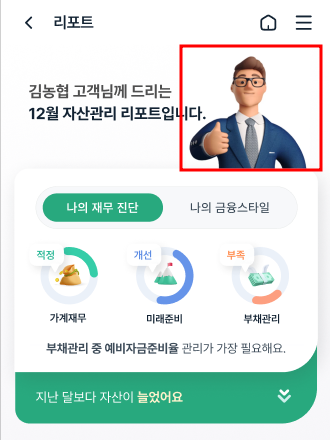 리포트
김농협 고객님께 드리는
12월 자산관리 리포트입니다.
나의 재무 진단
나의 금융스타일
적정
개선
부족
가계재무
미래준비
부채관리
부채관리 중 예비자금준비율 관리가 가장 필요해요.
지난 달보다 자산이 늘었어요